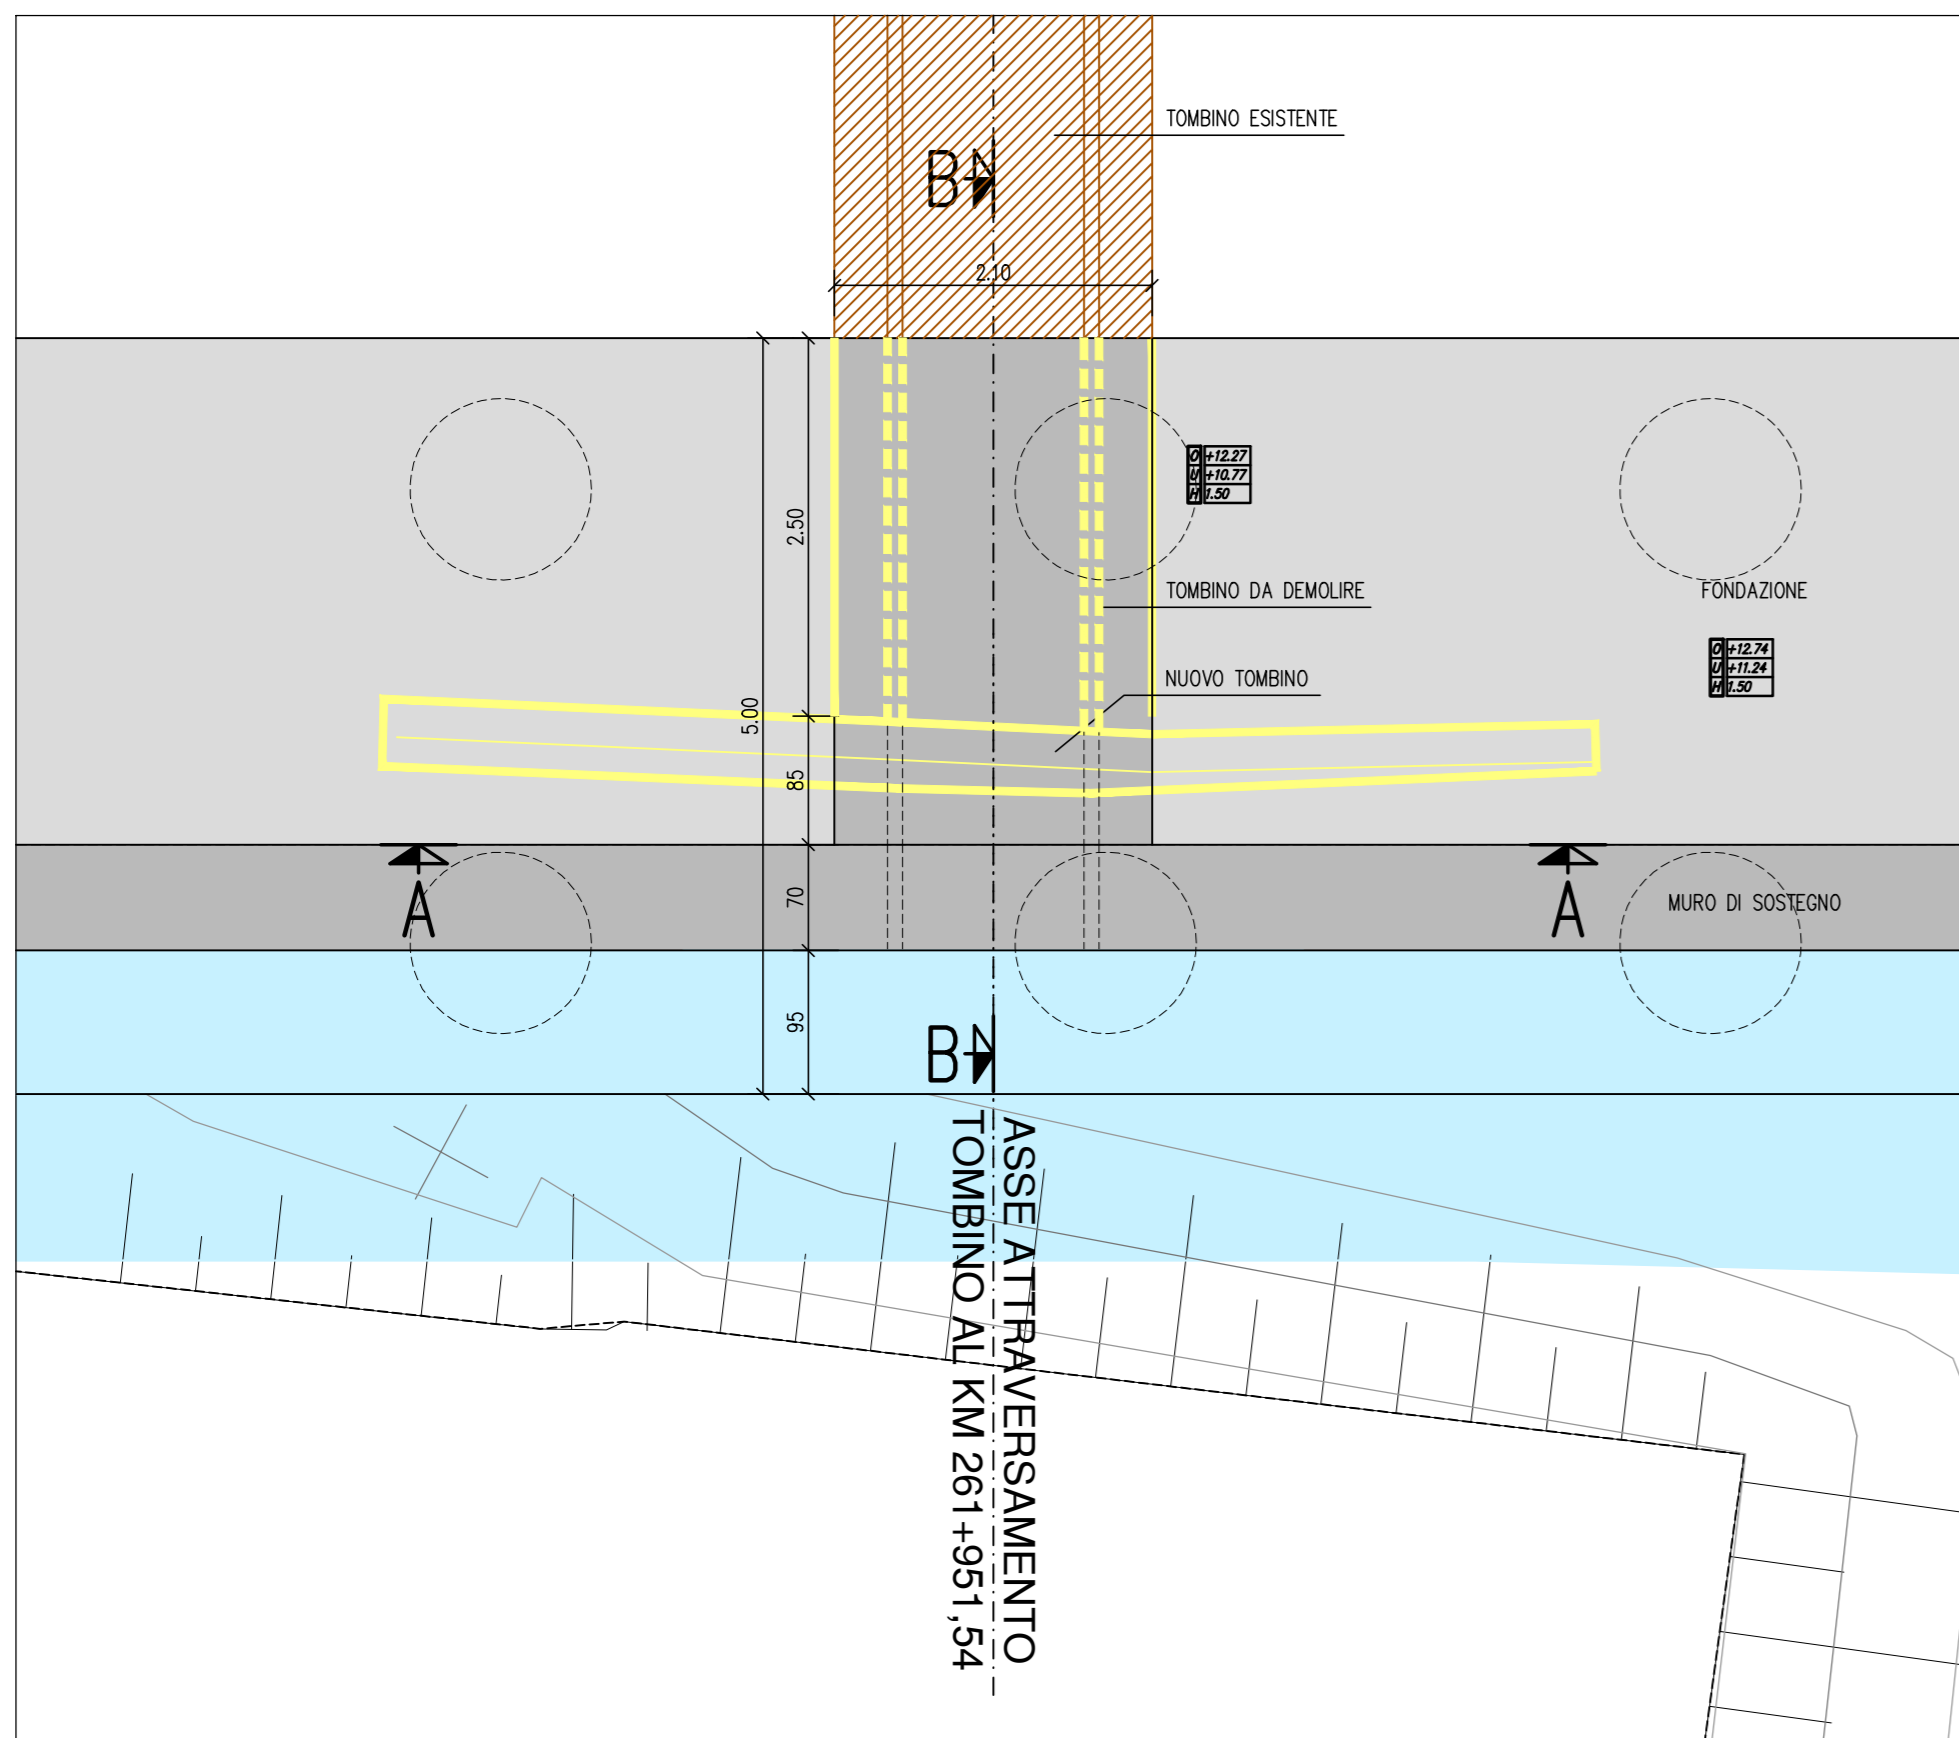 TOMBINO ESISTENTE
B
2.10
O +12.27
U +10.77
H 1.50
2.50
TOMBINO DA DEMOLIRE
FONDAZIONE
O +12.74
U +11.24
H 1.50
NUOVO TOMBINO
5.00
85
A
70
A
MURO DI SOSTEGNO
95
B
ASSE ATTRAVERSAMENTO
TOMBINO AL KM 261+951,54